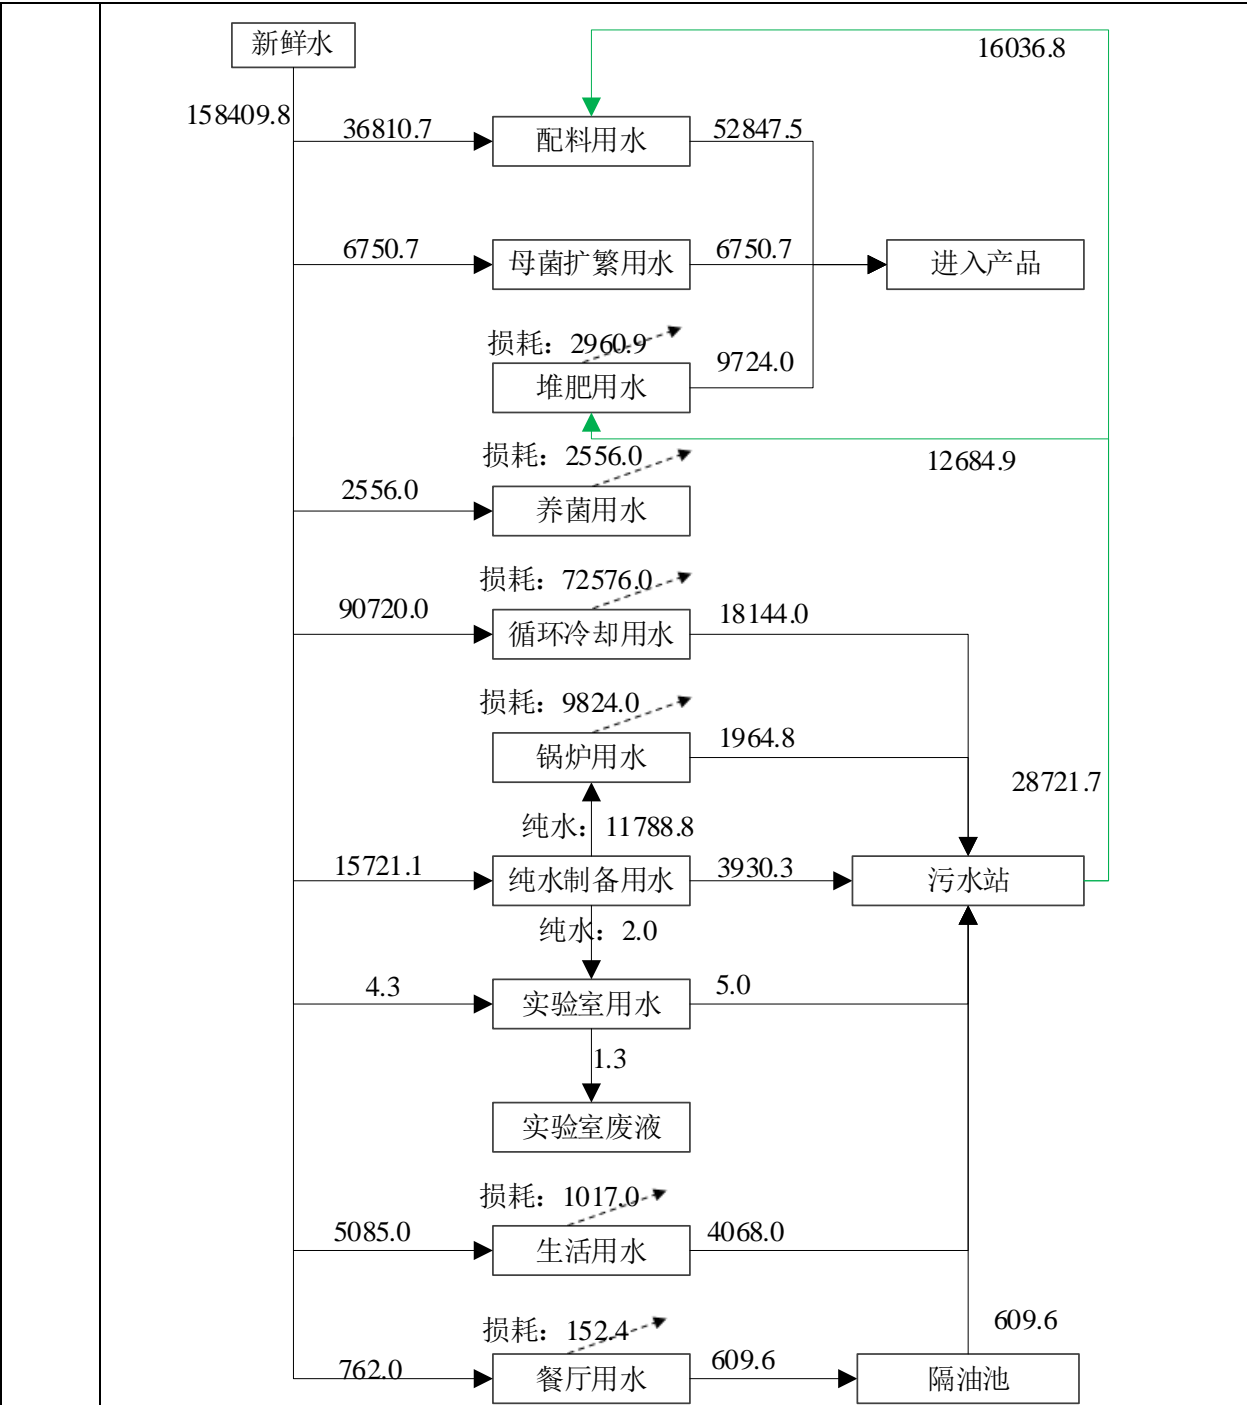 新鲜水
16036.8
158409.8
36810.7
配料用水
52847.5
6750.7
母菌扩繁用水
6750.7
进入产品
损耗：2960.9
9724.0
堆肥用水
损耗：2556.0
12684.9
2556.0
养菌用水
损耗：72576.0
90720.0
循环冷却用水
18144.0
损耗：9824.0
锅炉用水
1964.8
28721.7
纯水：11788.8
15721.1
纯水制备用水
3930.3
污水站
纯水：2.0
4.3
实验室用水
5.0
1.3
实验室废液
损耗：1017.0
5085.0
生活用水
4068.0
609.6
损耗：152.4
762.0
餐厅用水
609.6
隔油池